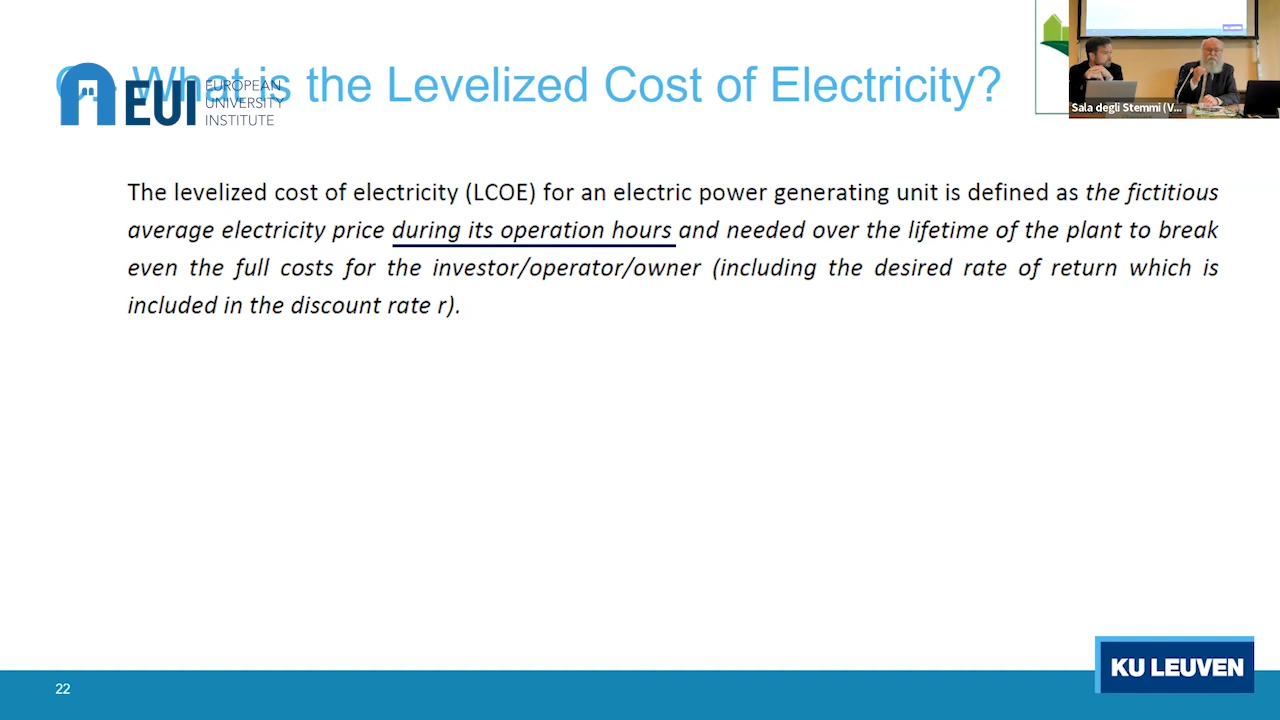 What is the Levelized Cost of Electricity?
EUI
EUROPEAN
UNIVERSITY
INSTITUTE
Sala degli Stemmi (V...
The levelized cost of electricity (LCOE) for an electric power generating unit is defined as the fictitious
average electricity price during its operation hours and needed over the lifetime of the plant to break
even the full costs for the investor/operator/owner (including the desired rate of return which is
included in the discount rate r).
22
KU LEUVEN